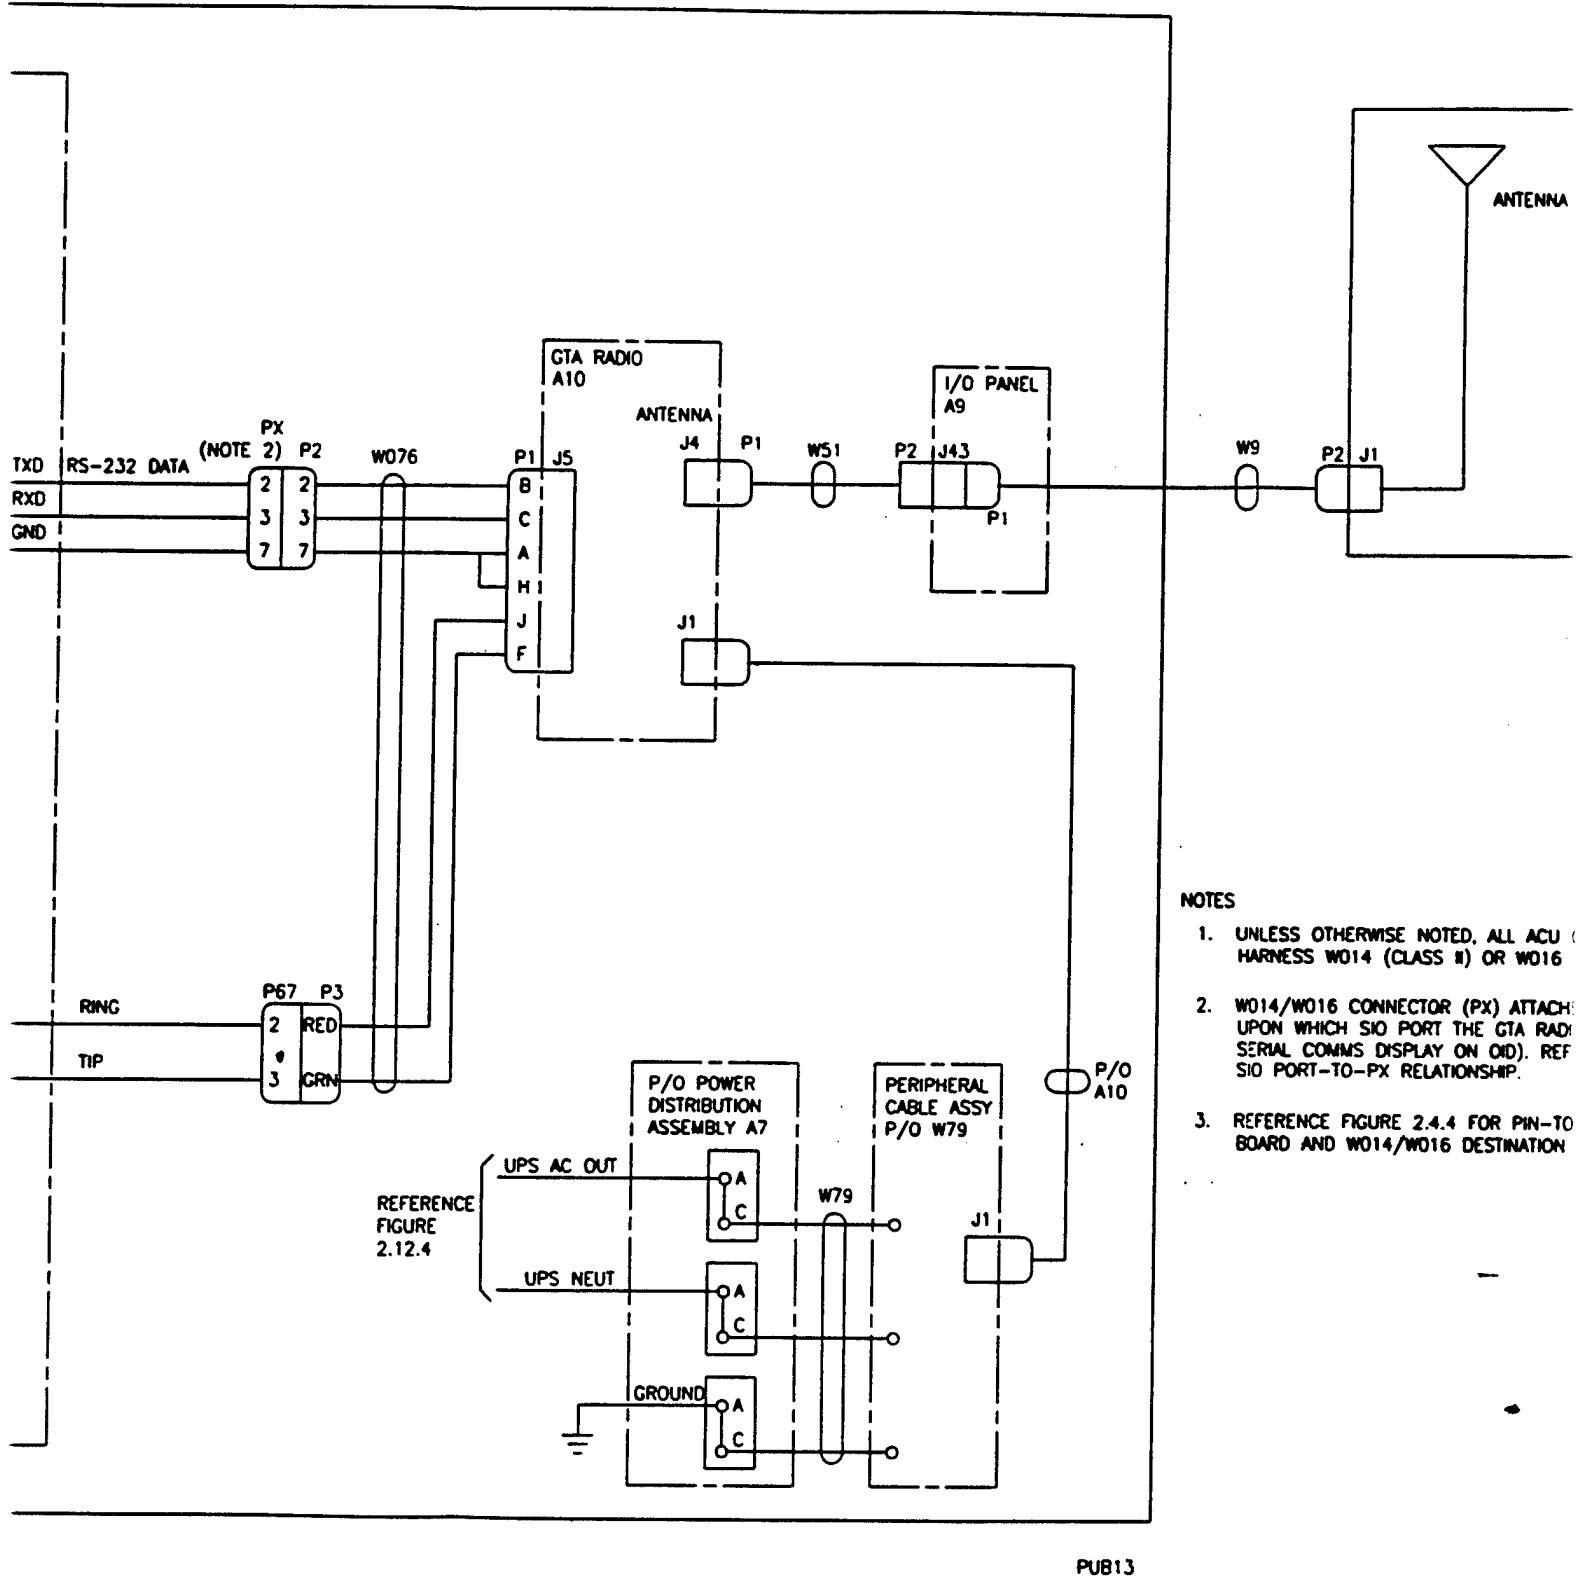 ANTENNA
GTA RADIO
A10
ANTENNA
J4 P1
W51
I/O PANEL
A9
P2 J43
P1
W9
P2 J1
PX
(NOTE 2) P2
W076
P1 J5
TXD RS-232 DATA
RXD
GND
2 2
3 3
7 7
B
C
A
H
J
F
J1
NOTES
1. UNLESS OTHERWISE NOTED, ALL ACU
HARNESS W014 (CLASS II) OR W016
2. W014/W016 CONNECTOR (PX) ATTACH
UPON WHICH SIO PORT THE GTA RADI
SERIAL COMMS DISPLAY ON OID). REF
SIO PORT-TO-PX RELATIONSHIP.
3. REFERENCE FIGURE 2.4.4 FOR PIN-TO
BOARD AND W014/W016 DESTINATION
P67 P3
RING
2 RED
TIP
3 GRN
P/O
A10
P/O POWER
DISTRIBUTION
ASSEMBLY A7
PERIPHERAL
CABLE ASSY
P/O W79
UPS AC OUT
A
C
W79
J1
REFERENCE
FIGURE
2.12.4
UPS NEUT
A
C
GROUND
A
C
PUB13